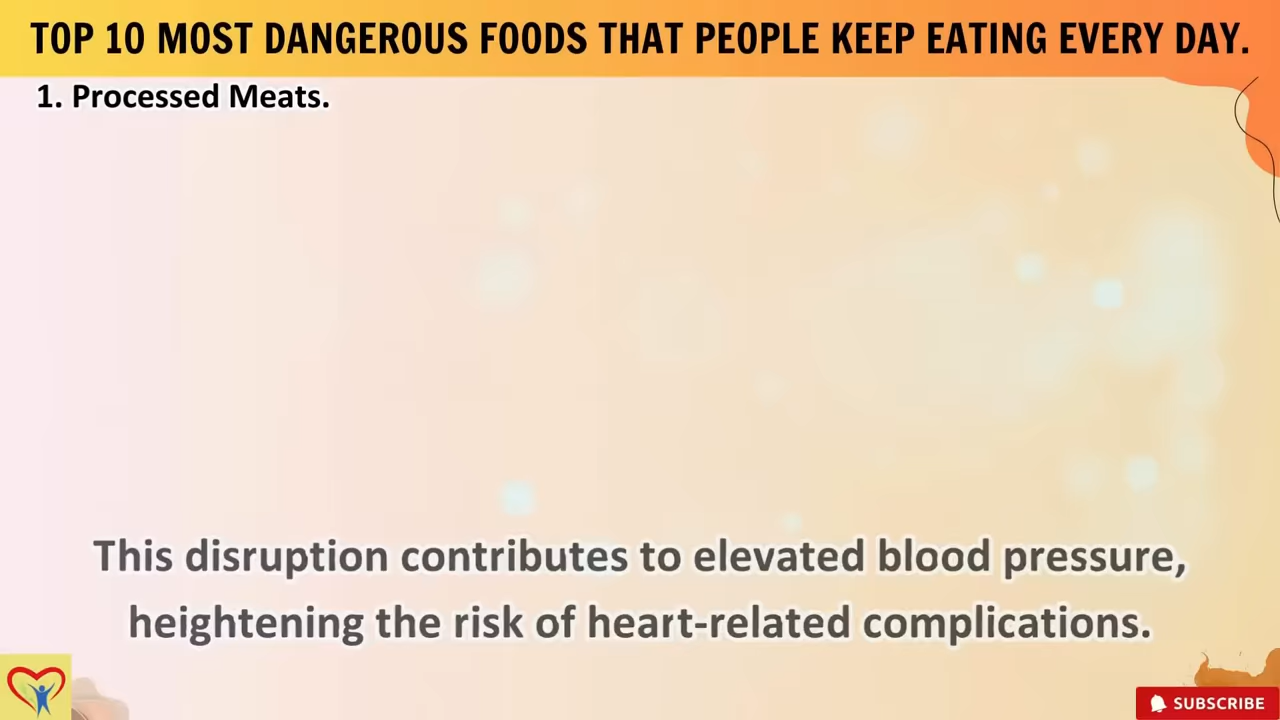 TOP 10 MOST DANGEROUS FOODS THAT PEOPLE KEEP EATING EVERY DAY.
1. Processed Meats.
This disruption contributes to elevated blood pressure,
heightening the risk of heart-related complications.
SUBSCRIBE